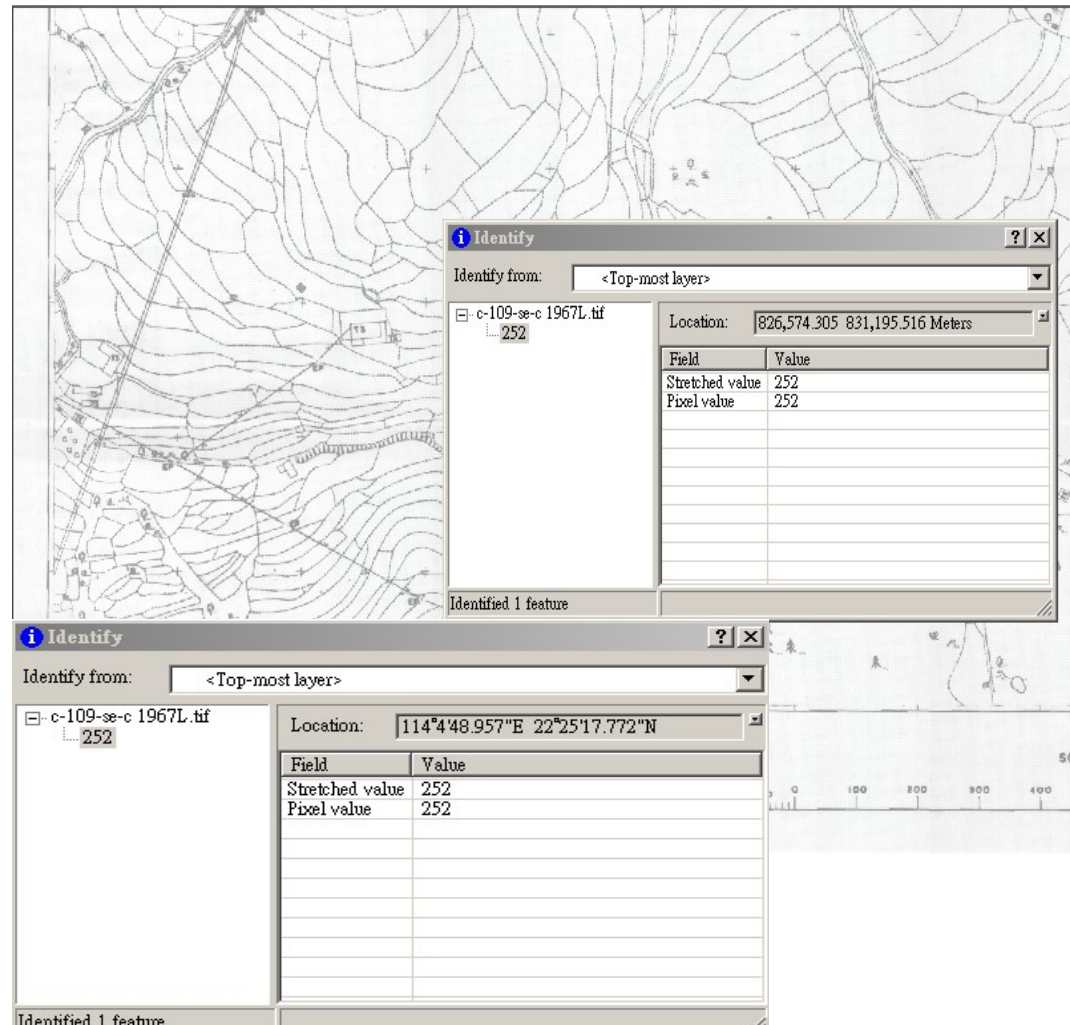 TS
Identify
Identify from: <Top-most layer>
c-109-se-c 1967L.tif
252
Location: 826,574.305 831,195.516 Meters
Field Value
Stretched value 252
Pixel value 252
Identified 1 feature
Identify
Identify from: <Top-most layer>
c-109-se-c 1967L.tif
252
Location: 114°4'48.957"E 22°25'17.772"N
Field Value
Stretched value 252
Pixel value 252
Identified 1 feature
0 100 200 300 400